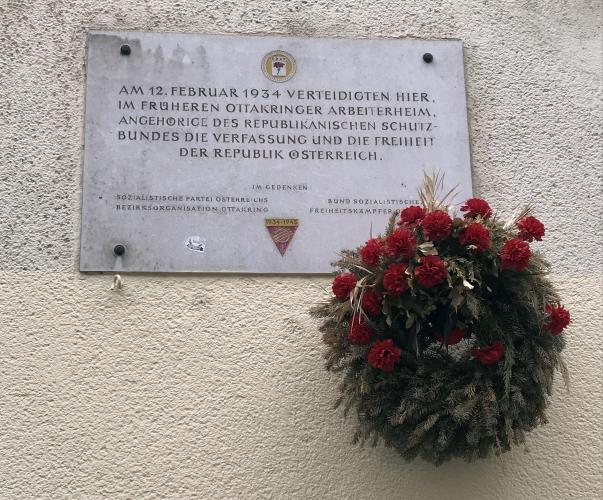 AM 12. FEBRUAR 1934 VERTEIDIGTEN HIER,
IM FRÜHEREN OTTAKRINGER ARBEITERHEIM,
ANGEHÖRIGE DES REPUBLIKANISCHEN SCHUTZ-
BUNDES DIE VERFASSUNG UND DIE FREIHEIT
DER REPUBLIK ÖSTERREICH.
IM GEDENKEN
SOZIALISTISCHE PARTEI ÖSTERREICHS
BEZIRKSORGANISATION OTTAKRING
BUND SOZIALISTISCHE
FREIHEITSKÄMPFER
1934-1945